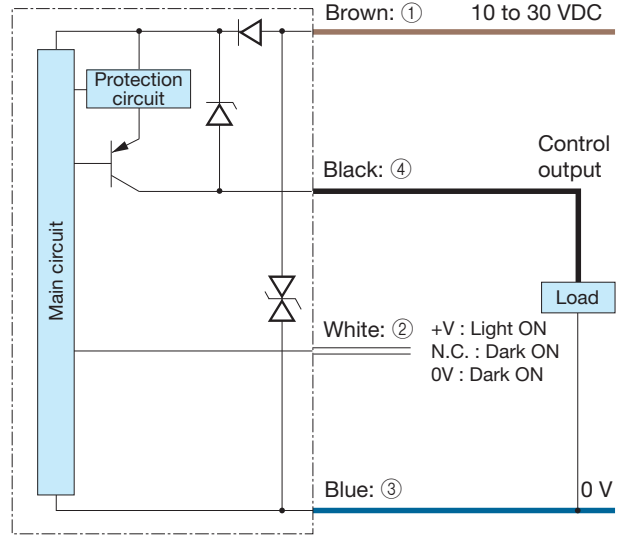 Brown: ① 10 to 30 VDC
Protection
circuit
Control
output
Black: ④
Main circuit
Load
White: ② +V : Light ON
N.C. : Dark ON
0V : Dark ON
Blue: ③ 0 V